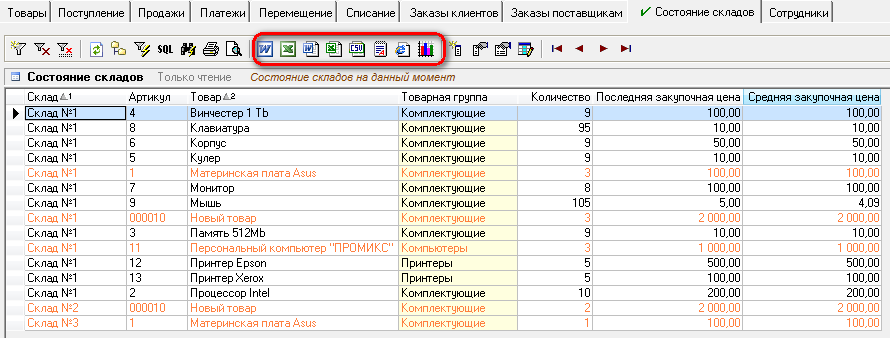 Товары Поступление Продажи Платежи Перемещение Списание Заказы клиентов Заказы поставщикам Состояние складов Сотрудники
SQL CSV
Состояние складов Только чтение Состояние складов на данный момент
Склад 1 Артикул Товар 2 Товарная группа Количество Последняя закупочная цена Средняя закупочная цена
Склад №1 4 Винчестер 1 Tb Комплектующие 9 100,00 100,00
Склад №1 8 Клавиатура Комплектующие 95 10,00 10,00
Склад №1 6 Корпус Комплектующие 9 50,00 50,00
Склад №1 5 Кулер Комплектующие 9 10,00 10,00
Склад №1 1 Материнская плата Asus Комплектующие 3 100,00 100,00
Склад №1 7 Монитор Комплектующие 8 100,00 100,00
Склад №1 9 Мышь Комплектующие 105 5,00 4,09
Склад №1 000010 Новый товар Комплектующие 3 2 000,00 2 000,00
Склад №1 3 Память 512Mb Комплектующие 9 10,00 10,00
Склад №1 11 Персональный компьютер "ПРОМИКС" Компьютеры 3 1 000,00 1 000,00
Склад №1 12 Принтер Epson Принтеры 5 500,00 500,00
Склад №1 13 Принтер Xerox Принтеры 5 100,00 100,00
Склад №1 2 Процессор Intel Комплектующие 10 200,00 200,00
Склад №2 000010 Новый товар Комплектующие 2 2 000,00 2 000,00
Склад №3 1 Материнская плата Asus Комплектующие 1 100,00 100,00